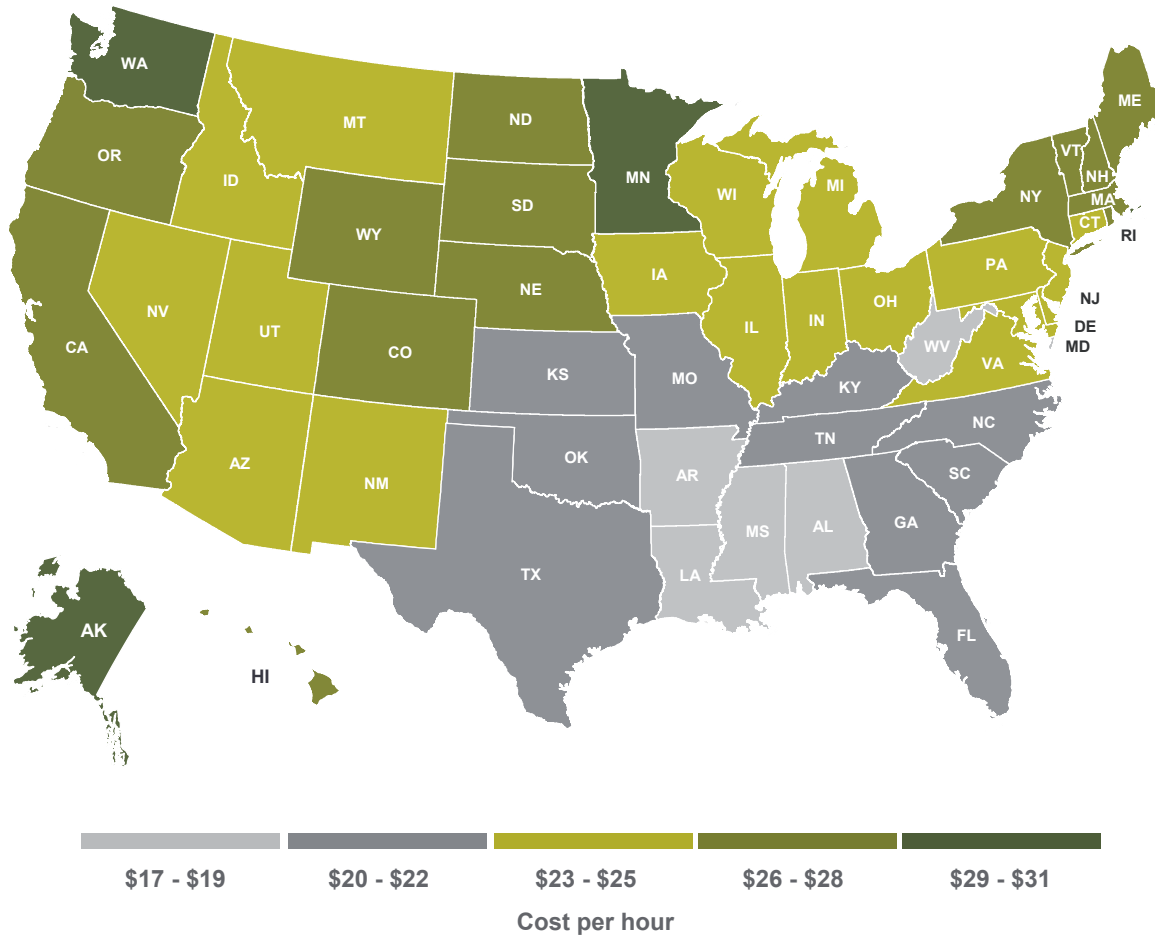 WA
ME
MT
ND
VT
OR
MN
NH
ID
WI
MI
SD
NY
MA
WY
CT
RI
IA
PA
NE
NV
OH
NJ
UT
IL
IN
DE
CA
CO
WV
MD
VA
KS
MO
KY
NC
TN
AZ
OK
SC
NM
AR
GA
MS
AL
TX
LA
AK
FL
HI
$17 - $19
$20 - $22
$23 - $25
$26 - $28
$29 - $31
Cost per hour